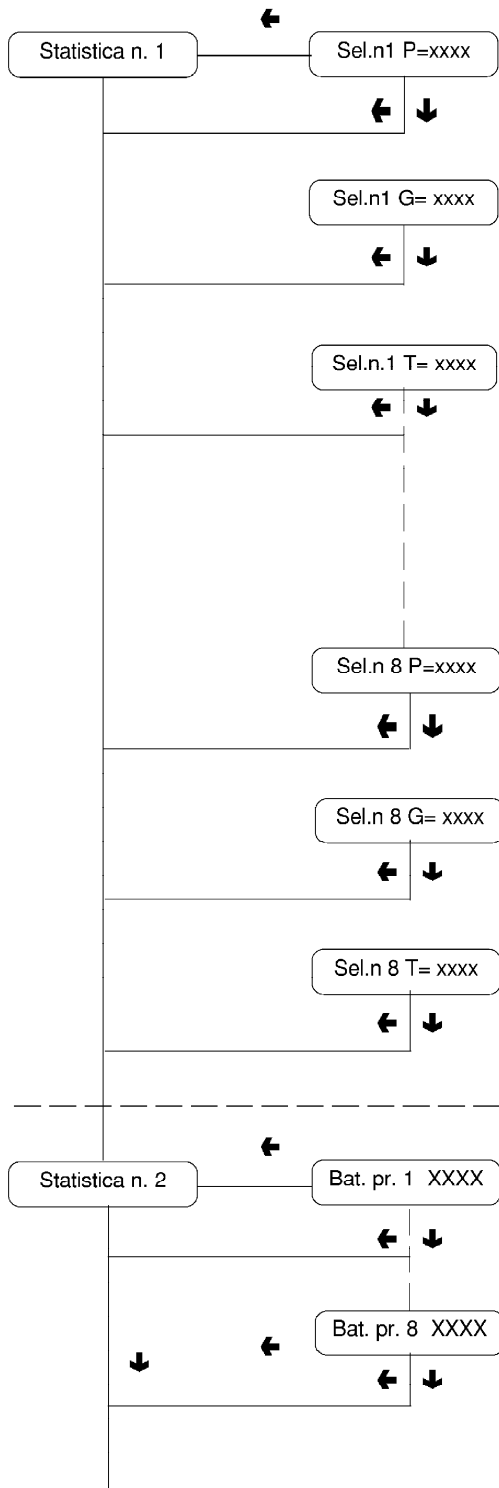 Statistica n. 1
Sel.n1 P=xxxx
Sel.n1 G= xxxx
Sel.n.1 T= xxxx
Sel.n 8 P=xxxx
Sel.n 8 G= xxxx
Sel.n 8 T= xxxx
Statistica n. 2
Bat. pr. 1 XXXX
Bat. pr. 8 XXXX